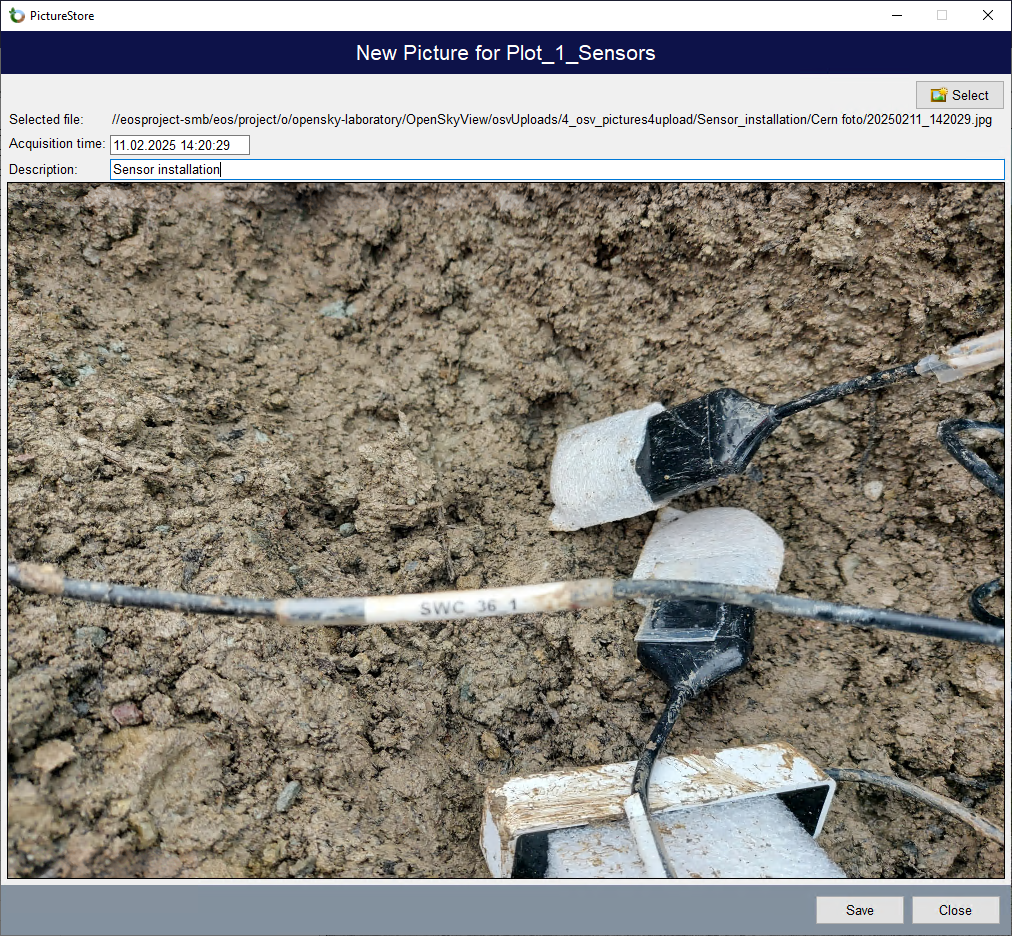 PictureStore
New Picture for Plot_1_Sensors
Select
Selected file: //eosproject-smb/eos/project/o/opensky-laboratory/OpenSkyView/osvUploads/4_osv_pictures4upload/Sensor_installation/Cern foto/20250211_142029.jpg
Acquisition time: 11.02.2025 14:20:29
Description: Sensor installation
SWC 36 1
Save Close